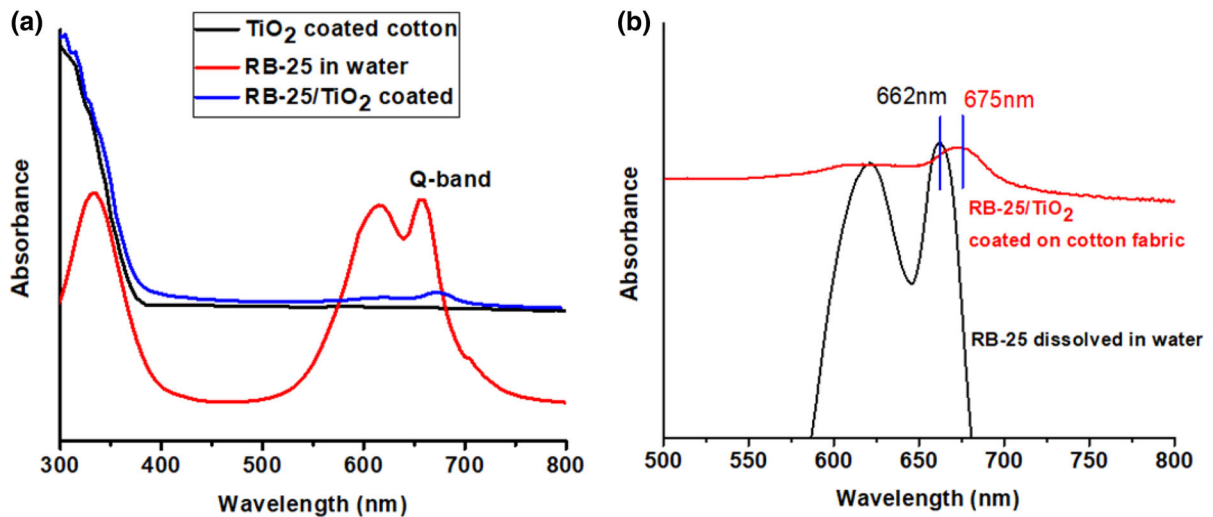 (a)
TiO2 coated cotton
RB-25 in water
RB-25/TiO2 coated
Q-band
Absorbance
300 400 500 600 700 800
Wavelength (nm)
(b)
662nm 675nm
RB-25/TiO2
coated on cotton fabric
RB-25 dissolved in water
Absorbance
500 550 600 650 700 750 800
Wavelength (nm)